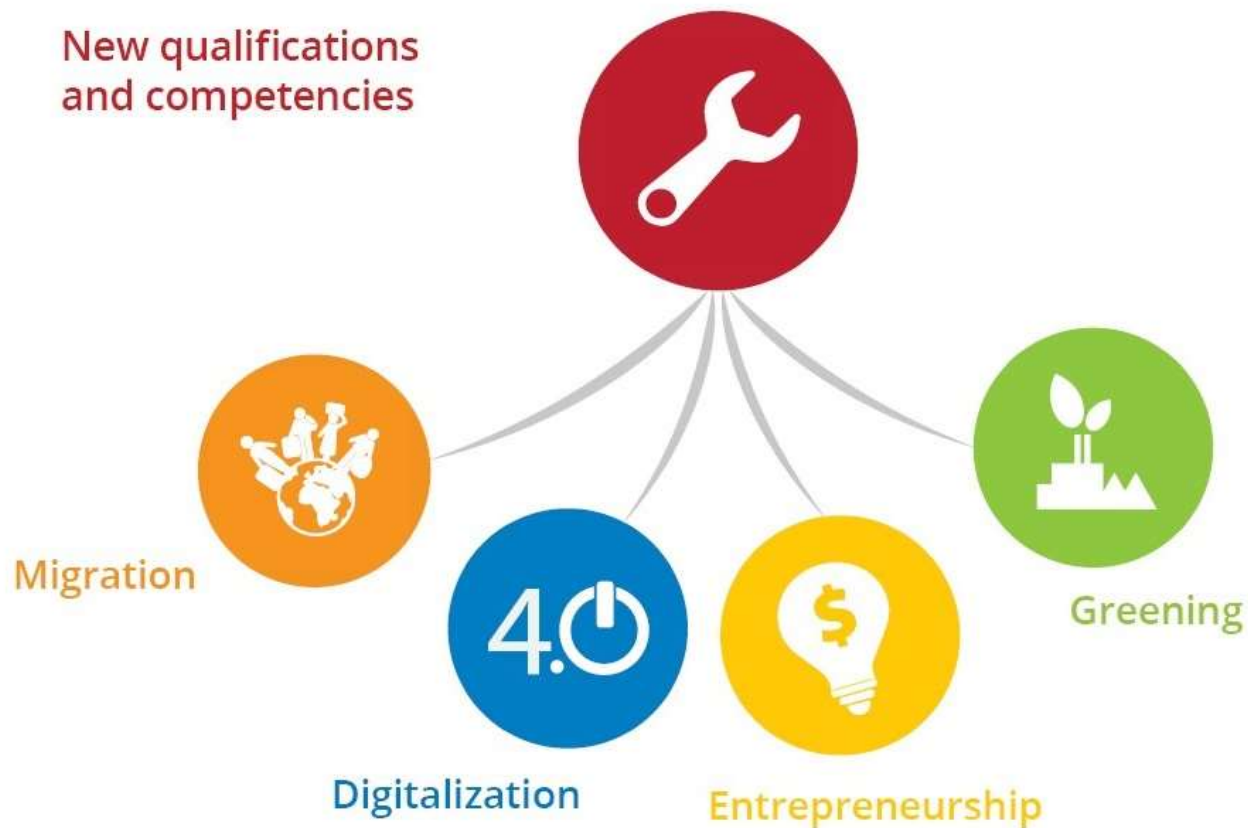 New qualifications
and competencies
Migration
4.0
$
Greening
Digitalization
Entrepreneurship